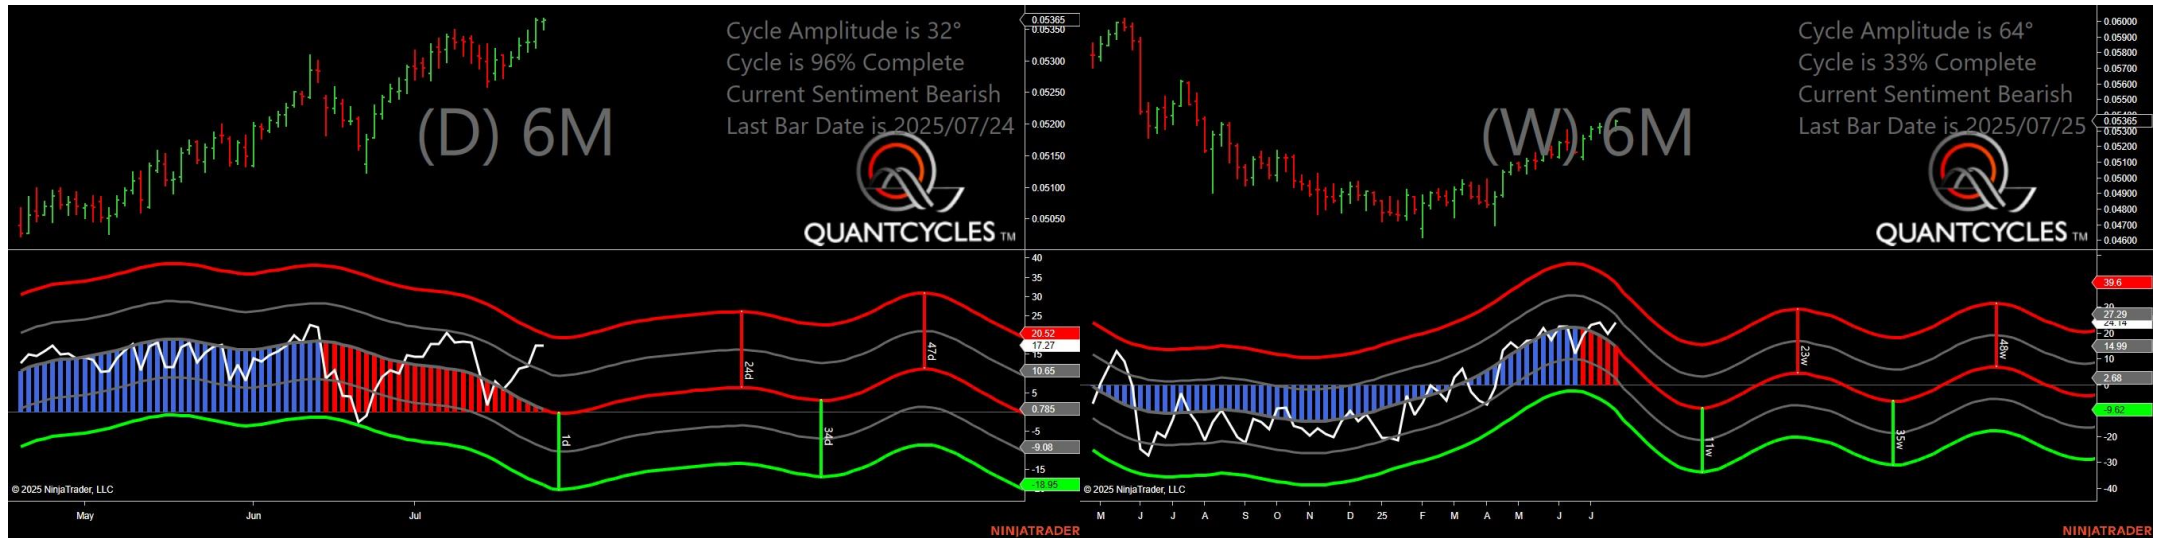 Cycle Amplitude is 32°
Cycle is 96% Complete
Current Sentiment Bearish
Last Bar Date is 2025/07/24
(D) 6M
QUANTCYCLES TM
0.05365
0.05350
0.05300
0.05250
0.05200
0.05150
0.05100
0.05050
40
35
30
25
20.52
17.27
15
10.65
5
0.785
-5
-9.08
-15
-18.95
1d
24d
34d
47d
© 2025 NinjaTrader, LLC
May Jun Jul
NINJATRADER
Cycle Amplitude is 64°
Cycle is 33% Complete
Current Sentiment Bearish
Last Bar Date is 2025/07/25
(W) 6M
QUANTCYCLES TM
0.06000
0.05900
0.05800
0.05700
0.05600
0.05500
0.05365
0.05300
0.05200
0.05100
0.05000
0.04900
0.04800
0.04700
0.04600
39.6
27.29
24.14
20
14.99
10
2.68
-9.62
-20
-30
-40
11w
23w
35w
48w
© 2025 NinjaTrader, LLC
M J J A S O N D 25 F M A M J J
NINJATRADER